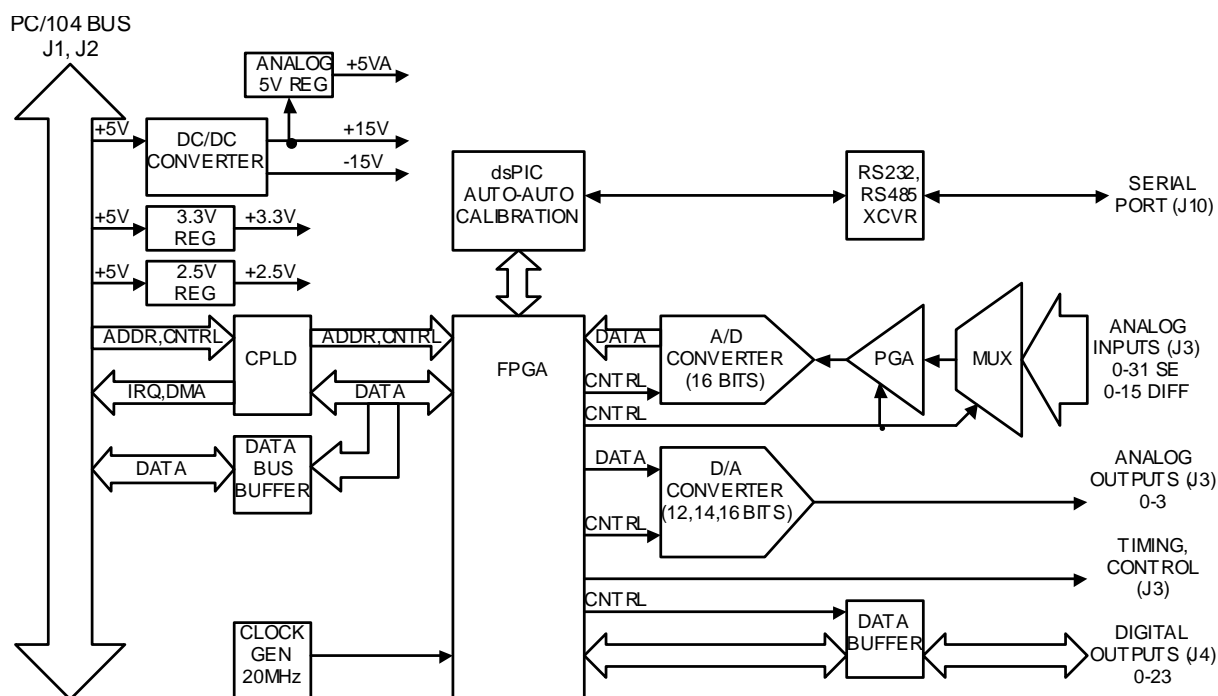 PC/104 BUS
J1, J2
ANALOG
5V REG
+5VA
+5V
DC/DC
CONVERTER
+15V
-15V
+5V
3.3V
REG
+3.3V
+5V
2.5V
REG
+2.5V
dsPIC
AUTO-AUTO
CALIBRATION
RS232,
RS485
XCVR
SERIAL
PORT (J10)
ADDR,CNTRL
CPLD
ADDR,CNTRL
IRQ,DMA
DATA
DATA
DATA
BUS
BUFFER
FPGA
DATA
A/D
CONVERTER
(16 BITS)
CNTRL
CNTRL
PGA
MUX
ANALOG
INPUTS (J3)
0-31 SE
0-15 DIFF
DATA
D/A
CONVERTER
(12,14,16 BITS)
CNTRL
ANALOG
OUTPUTS (J3)
0-3
TIMING,
CONTROL
(J3)
CNTRL
DATA
BUFFER
DIGITAL
OUTPUTS (J4)
0-23
CLOCK
GEN
20MHz